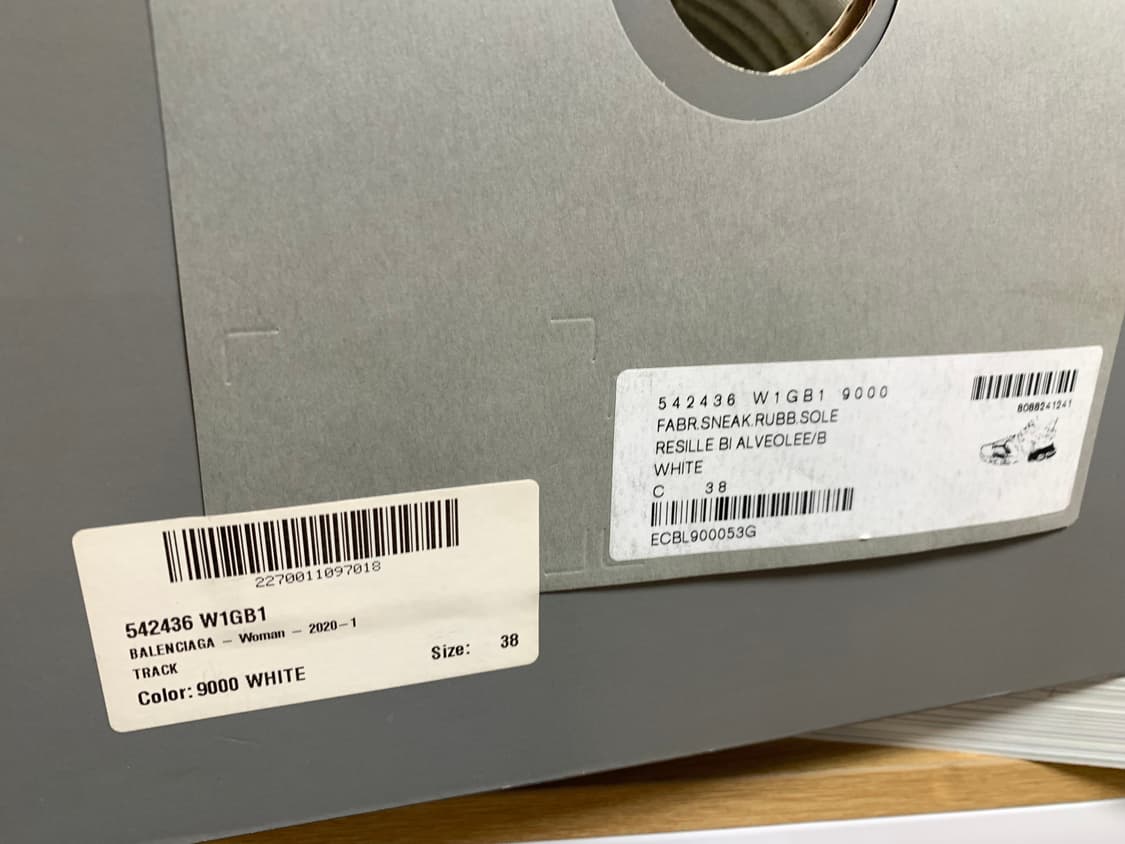 542436 W1GB1 9000
FABR.SNEAK.RUBB.SOLE
RESILLE BI ALVEOLEE/B
WHITE
C 38
ECBL900053G
8088241241
2270011097018
542436 W1GB1
BALENCIAGA - Woman - 2020-1
TRACK
Color: 9000 WHITE
Size: 38